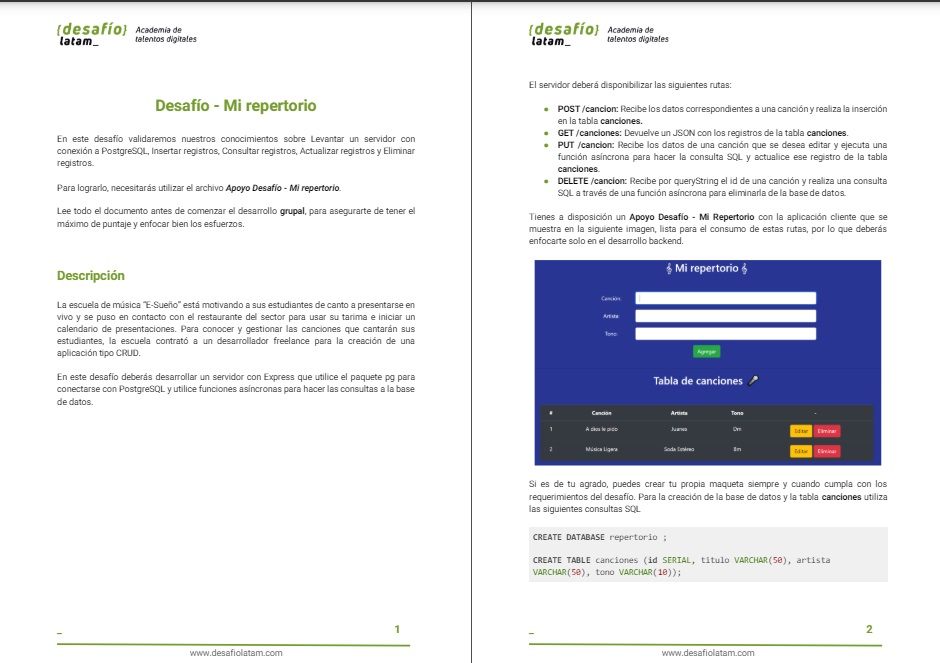 {desafío}
latam_
Academia de
talentos digitales
Desafío - Mi repertorio
En este desafío validaremos nuestros conocimientos sobre Levantar un servidor con
conexión a PostgreSQL, Insertar registros, Consultar registros, Actualizar registros y Eliminar
registros.
Para lograrlo, necesitarás utilizar el archivo Apoyo Desafío - Mi repertorio.
Lee todo el documento antes de comenzar el desarrollo grupal, para asegurarte de tener el
máximo de puntaje y enfocar bien los esfuerzos.
Descripción
La escuela de música "E-Sueño" está motivando a sus estudiantes de canto a presentarse en
vivo y se puso en contacto con el restaurante del sector para usar su tarima e iniciar un
calendario de presentaciones. Para conocer y gestionar las canciones que cantarán sus
estudiantes, la escuela contrató a un desarrollador freelance para la creación de una
aplicación tipo CRUD.
En este desafío deberás desarrollar un servidor con Express que utilice el paquete pg para
conectarse con PostgreSQL y utilice funciones asíncronas para hacer las consultas a la base
de datos.
_
1
www.desafiolatam.com
{desafío}
latam_
Academia de
talentos digitales
El servidor deberá disponibilizar las siguientes rutas:
● POST /cancion: Recibe los datos correspondientes a una canción y realiza la inserción
en la tabla canciones.
● GET /canciones: Devuelve un JSON con los registros de la tabla canciones.
● PUT /cancion: Recibe los datos de una canción que se desea editar y ejecuta una
función asíncrona para hacer la consulta SQL y actualice ese registro de la tabla
canciones.
● DELETE /cancion: Recibe por queryString el id de una canción y realiza una consulta
SQL a través de una función asíncrona para eliminarla de la base de datos.
Tienes a disposición un Apoyo Desafío - Mi Repertorio con la aplicación cliente que se
muestra en la siguiente imagen, lista para el consumo de estas rutas, por lo que deberás
enfocarte solo en el desarrollo backend.
𝄞 Mi repertorio 𝄞
Canción:
Artista:
Tono:
Agregar
Tabla de canciones 🎤
# Canción Artista Tono -
1 A dios le pido Juanes Dm Editar Eliminar
2 Música Ligera Soda Estéreo Bm Editar Eliminar
Si es de tu agrado, puedes crear tu propia maqueta siempre y cuando cumpla con los
requerimientos del desafío. Para la creación de la base de datos y la tabla canciones utiliza
las siguientes consultas SQL
CREATE DATABASE repertorio ;
CREATE TABLE canciones (id SERIAL, titulo VARCHAR(50), artista
VARCHAR(50), tono VARCHAR(10));
_
2
www.desafiolatam.com